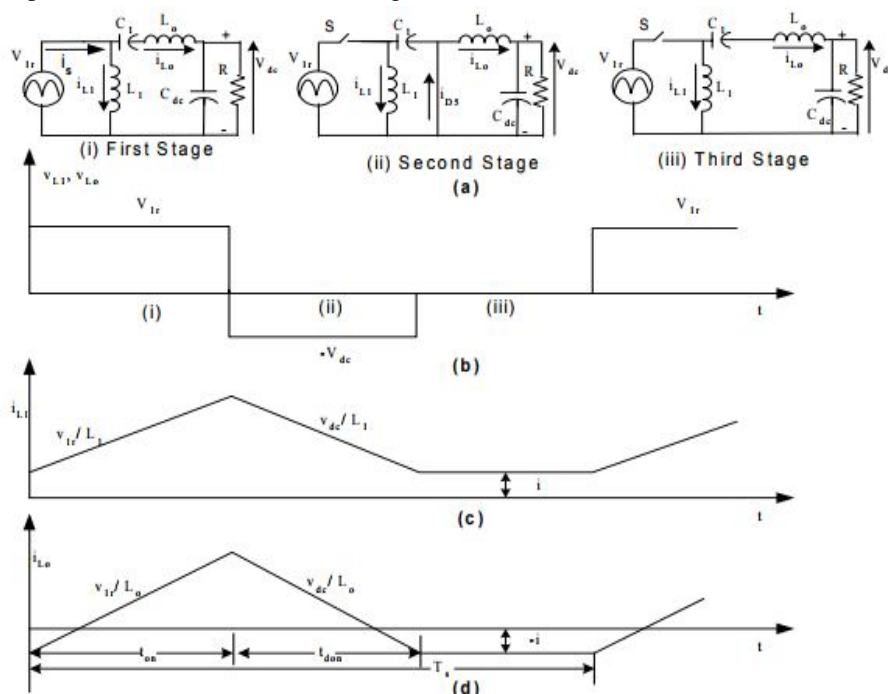 C1 Lo + S C1 Lo + S C1 Lo +
V1r is iLo R Vdc V1r iLo R Vdc V1r iLo R
iL1 L1 Cdc iL1 L1 iD5 Cdc iL1 L1 Cdc
- - -
(i) First Stage (ii) Second Stage (iii) Third Stage
(a)
vL1, vLo
V1r V1r
(i) (ii) (iii) t
-Vdc
(b)
iL1
v1r/L1 vdc/L1
i
(c) t
iLo
v1r/Lo vdc/Lo
-i t
ton tdon
Ts
(d)